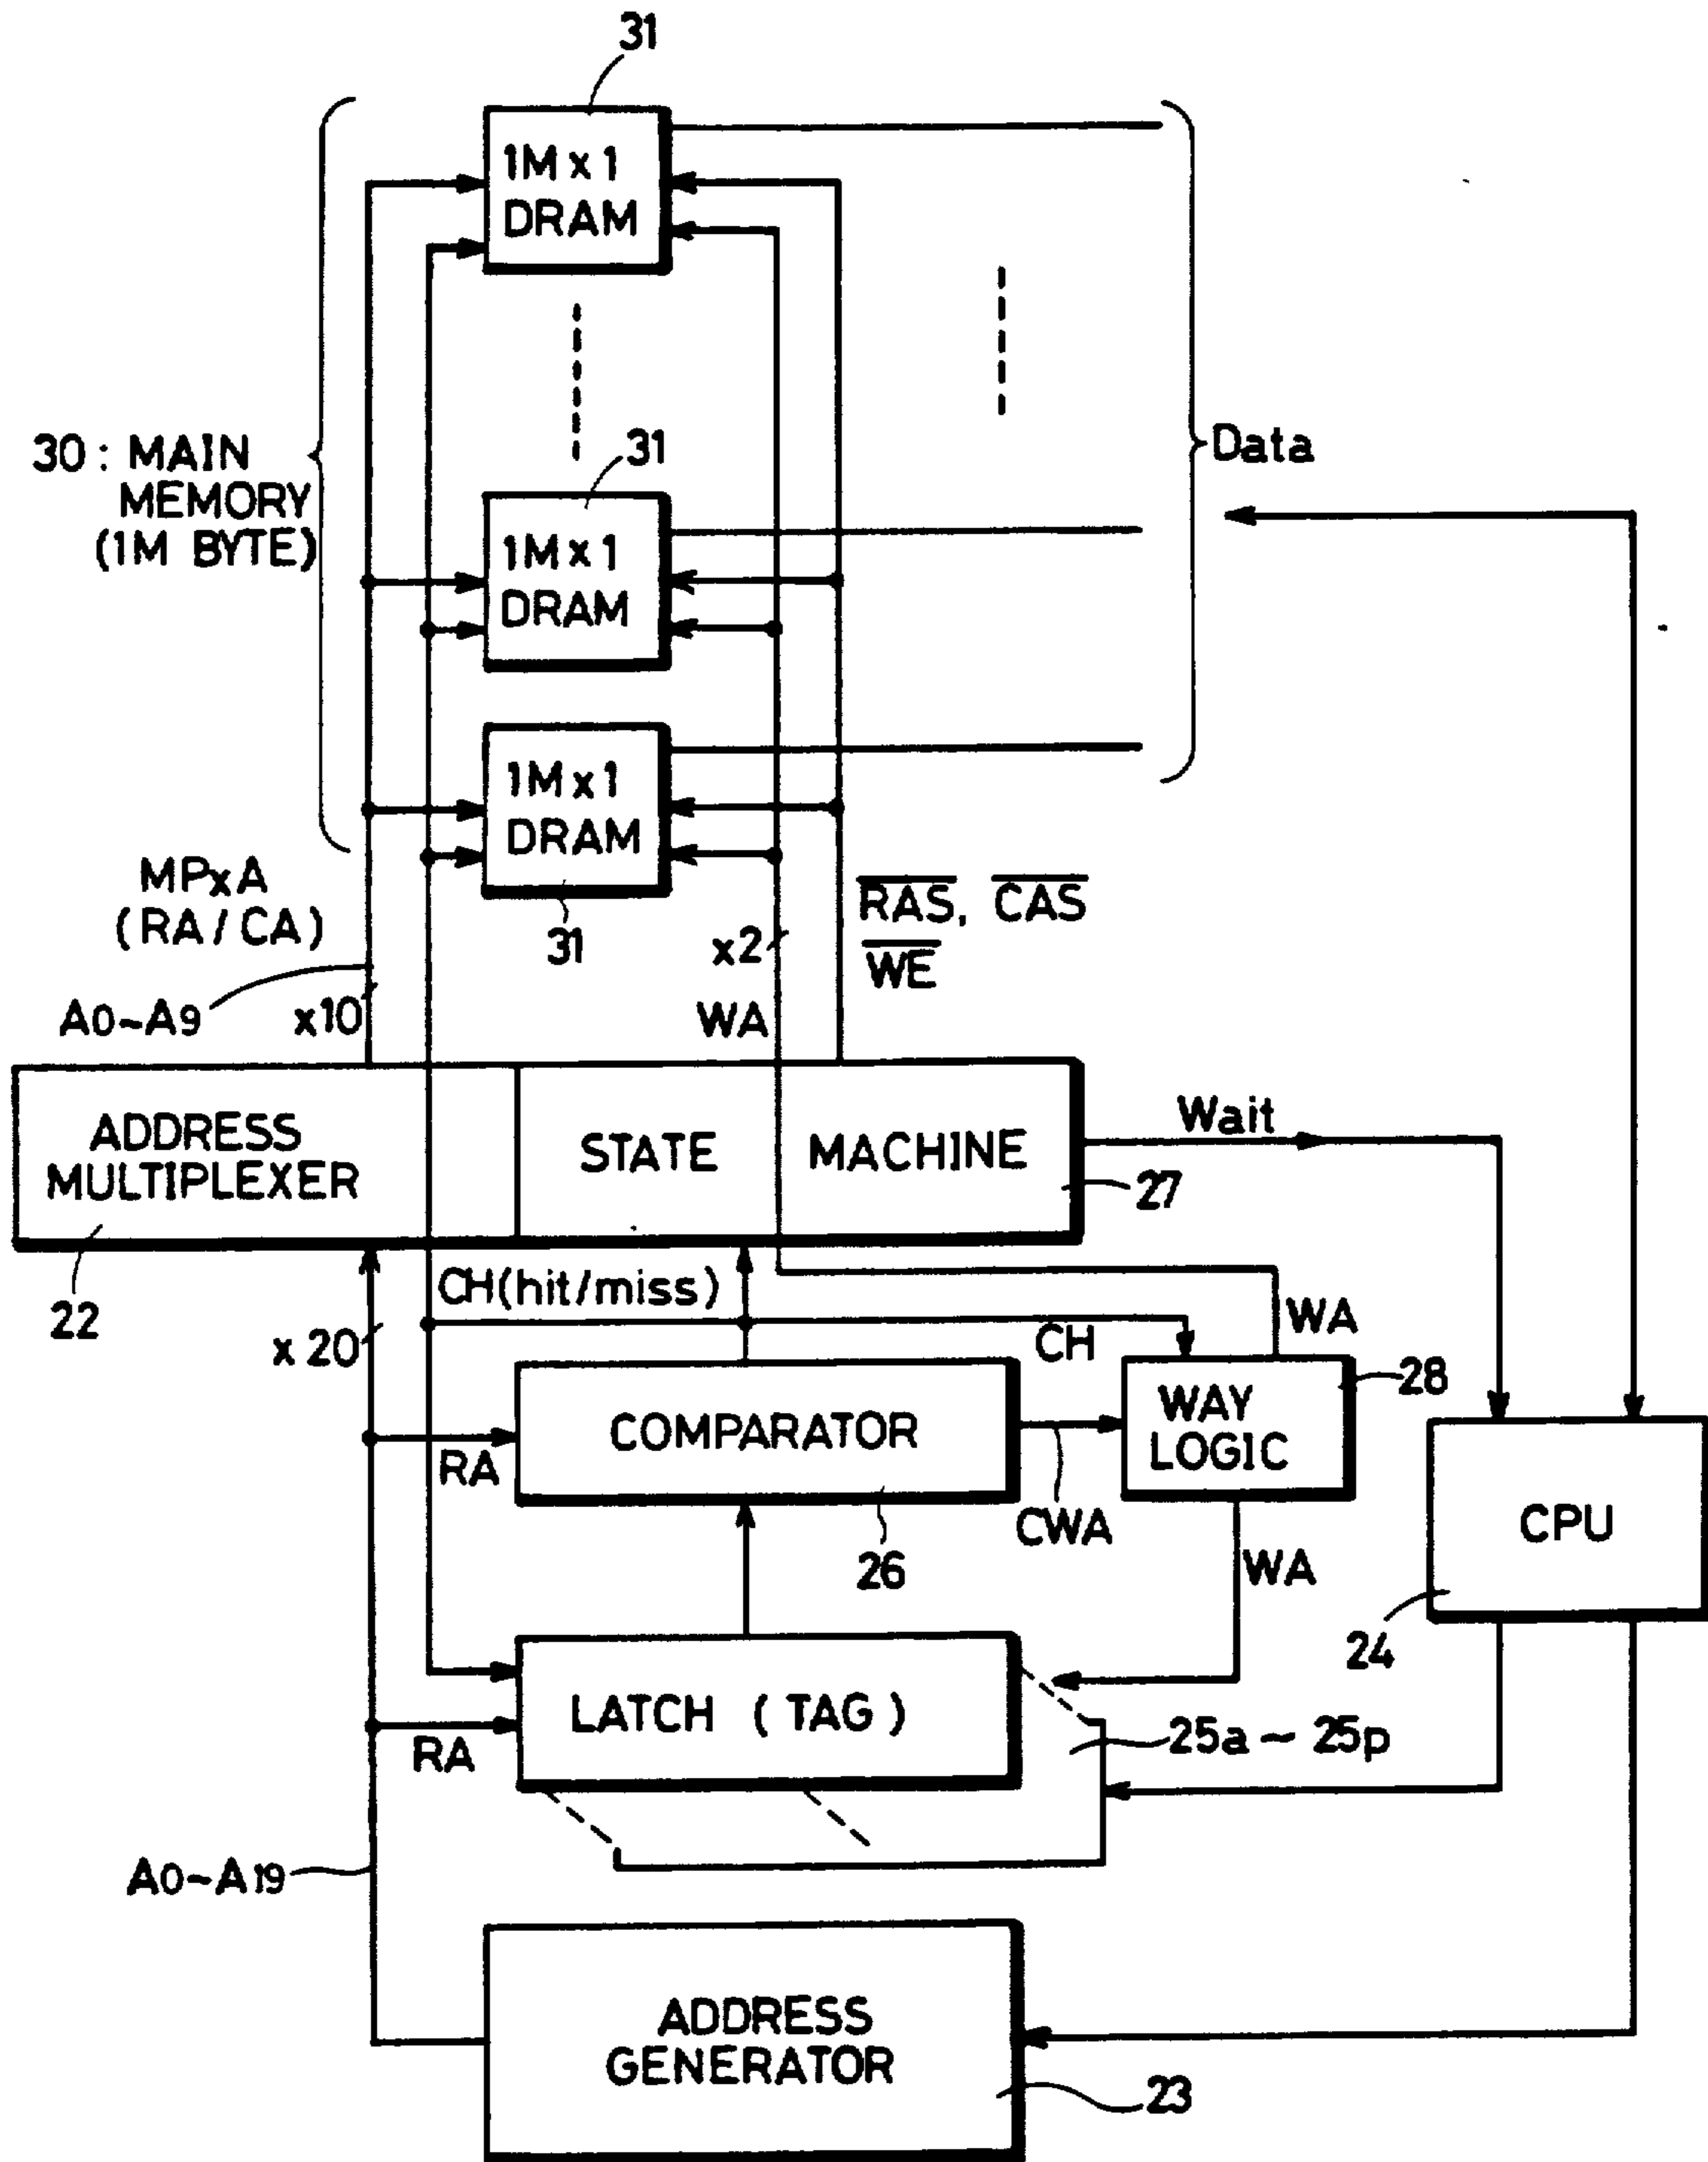 31
1M x 1
DRAM
30 : MAIN
MEMORY
(1M BYTE)
31
Data
1M x 1
DRAM
1M x 1
DRAM
31
MPxA
(RA / CA)
RAS, CAS
WE
x2
A0~A9
x10
WA
ADDRESS
MULTIPLEXER
STATE MACHINE
Wait
27
22
CH(hit/miss)
x 20
CH
WA
28
COMPARATOR
WAY
LOGIC
RA
CWA
26
WA
CPU
24
LATCH ( TAG )
RA
25a ~ 25p
A0~A19
ADDRESS
GENERATOR
23